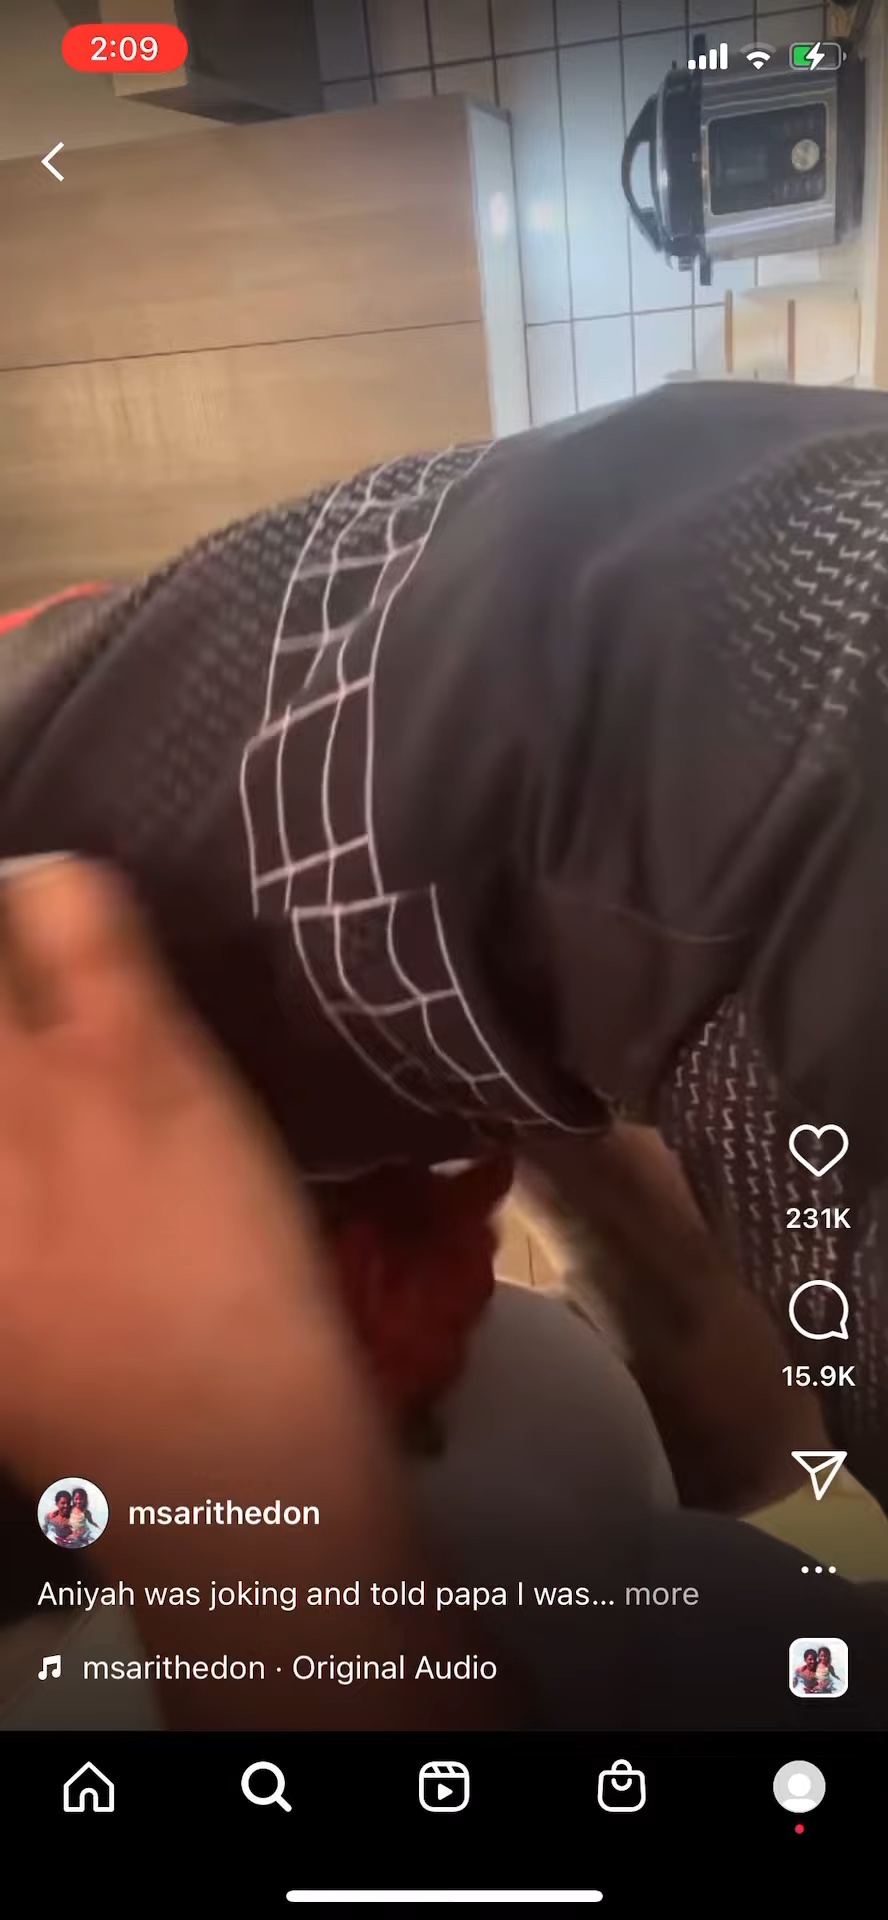 2:09
231K
15.9K
msarithedon
Aniyah was joking and told papa I was... more
msarithedon · Original Audio